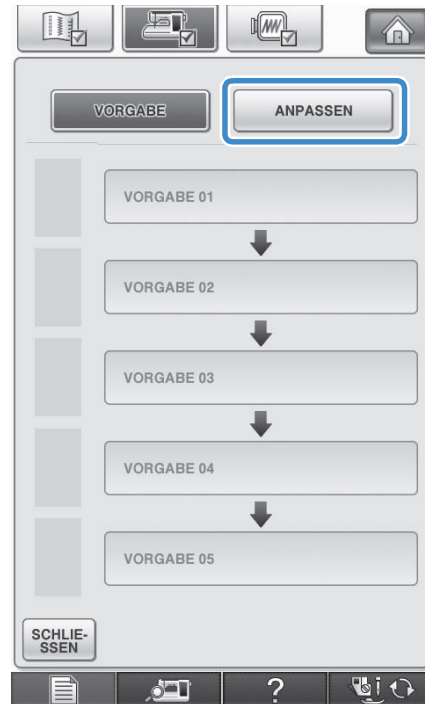 VORGABE
ANPASSEN
VORGABE 01
VORGABE 02
VORGABE 03
VORGABE 04
VORGABE 05
SCHLIE-
SSEN
?